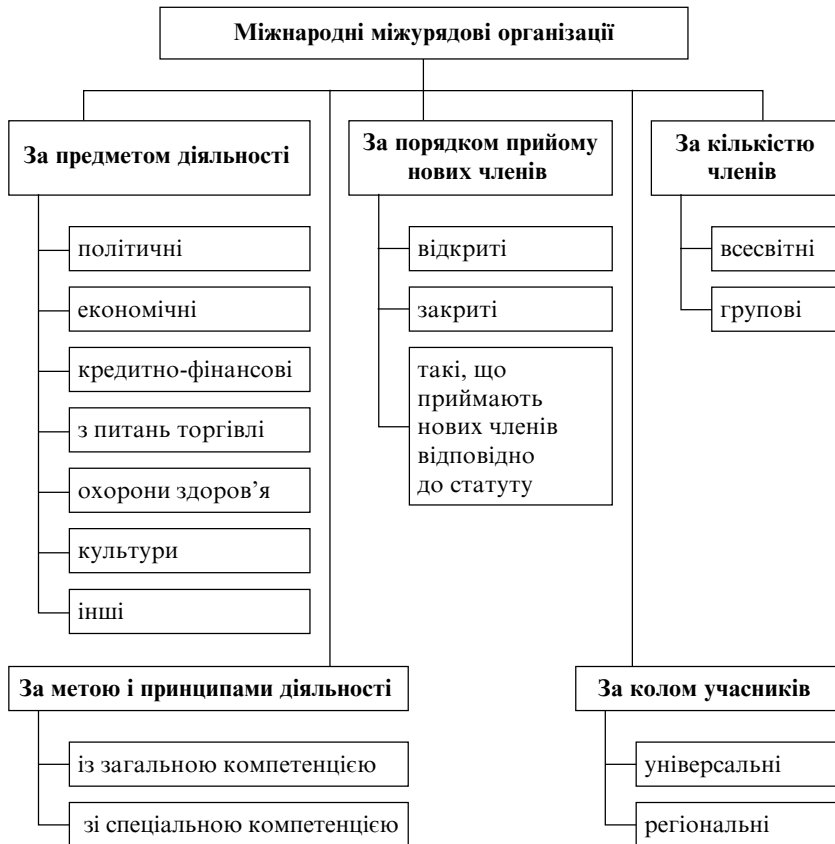 Міжнародні міжурядові організації
За предметом діяльності
політичні
економічні
кредитно-фінансові
з питань торгівлі
охорони здоров’я
культури
інші
За порядком прийому
нових членів
відкриті
закриті
такі, що
приймають
нових членів
відповідно
до статуту
За кількістю
членів
всесвітні
групові
За метою і принципами діяльності
із загальною компетенцією
зі спеціальною компетенцією
За колом учасників
універсальні
регіональні